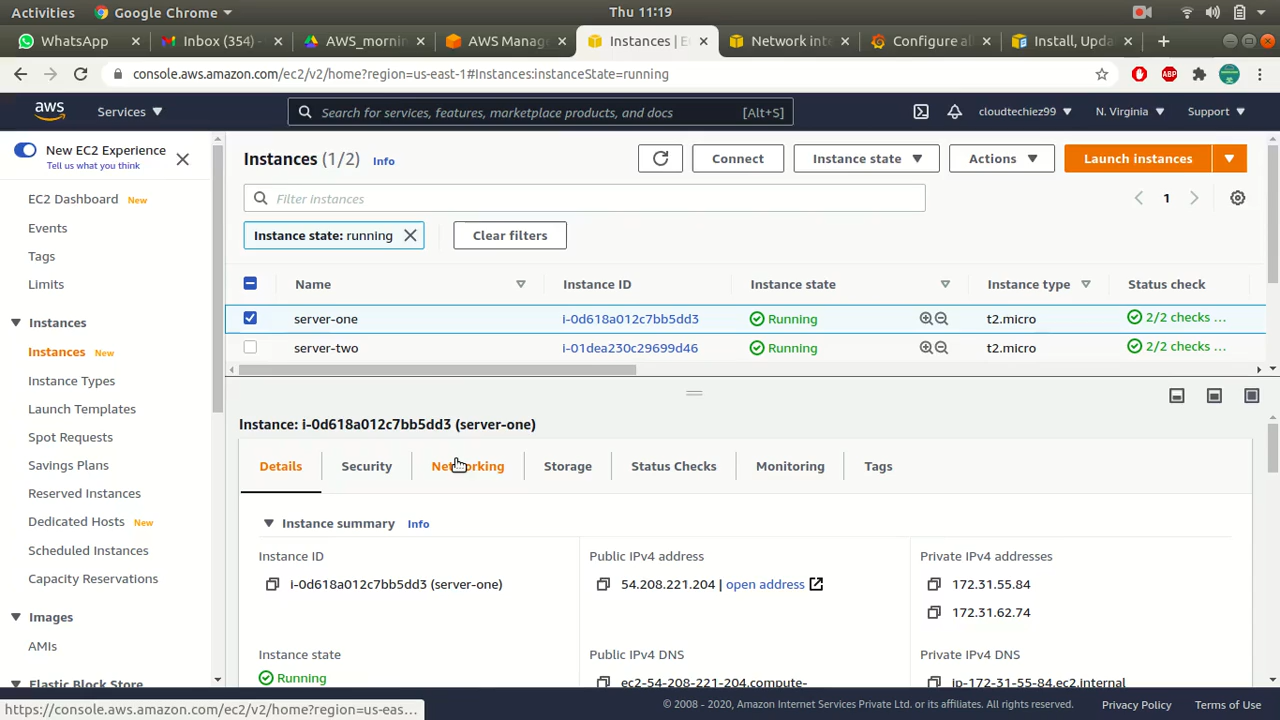 Activities Google Chrome Thu 11:19
WhatsApp Inbox (354) - AWS_mornin AWS Manag Instances | E Network inte Configure al Install, Upda
console.aws.amazon.com/ec2/v2/home?region=us-east-1#Instances:instanceState=running
aws Services Search for services, features, marketplace products, and docs [Alt+S] cloudtechiez99 N. Virginia Support
New EC2 Experience
Tell us what you think
EC2 Dashboard New
Events
Tags
Limits
Instances
Instances New
Instance Types
Launch Templates
Spot Requests
Savings Plans
Reserved Instances
Dedicated Hosts New
Scheduled Instances
Capacity Reservations
Images
AMIs
Elastic Block Store
Instances (1/2) Info Connect Instance state Actions Launch instances
Filter instances 1
Instance state: running Clear filters
Name Instance ID Instance state Instance type Status check
server-one i-0d618a012c7bb5dd3 Running t2.micro 2/2 checks ...
server-two i-01dea230c29699d46 Running t2.micro 2/2 checks ...
Instance: i-0d618a012c7bb5dd3 (server-one)
Details Security Networking Storage Status Checks Monitoring Tags
Instance summary Info
Instance ID Public IPv4 address Private IPv4 addresses
i-0d618a012c7bb5dd3 (server-one) 54.208.221.204 | open address 172.31.55.84
172.31.62.74
Instance state Public IPv4 DNS Private IPv4 DNS
Running ec2-54-208-221-204.compute- ip-172-31-55-84.ec2.internal
https://console.aws.amazon.com/ec2/v2/home?region=us-eas... © 2008 - 2020, Amazon Internet Services Private Ltd. or its affiliates. All rights reserved. Privacy Policy Terms of Use